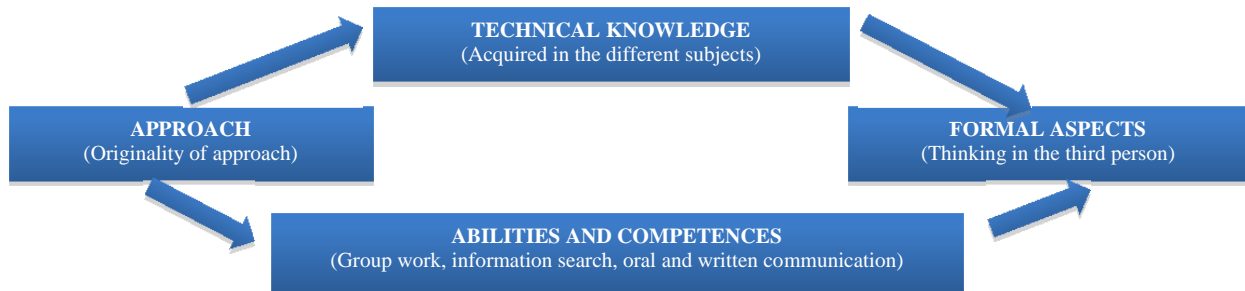 TECHNICAL KNOWLEDGE
(Acquired in the different subjects)
APPROACH
(Originality of approach)
FORMAL ASPECTS
(Thinking in the third person)
ABILITIES AND COMPETENCES
(Group work, information search, oral and written communication)